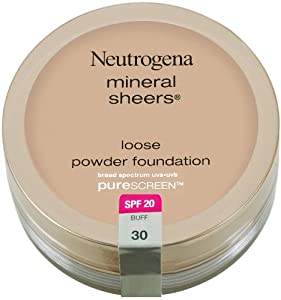 Neutrogena
mineral
sheers®
loose
powder foundation
broad spectrum uva•uvb
purescreen™
SPF 20
BUFF
30